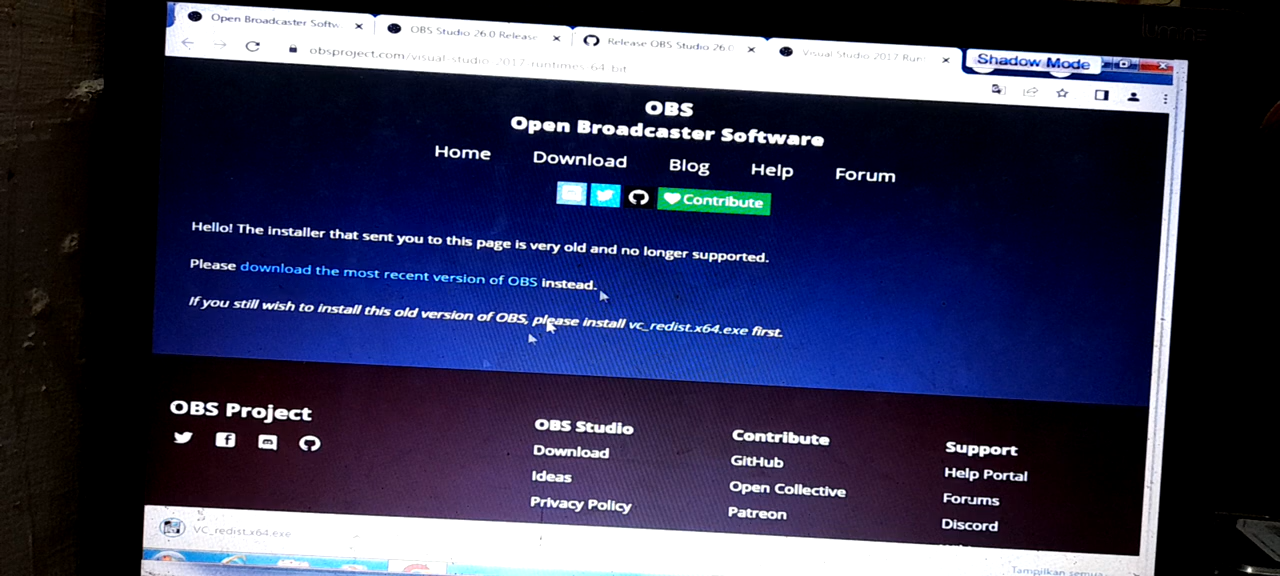 lumina
Open Broadcaster Softw
OBS Studio 26.0 Release
Release OBS Studio 26.0
Visual Studio 2017 Run
Shadow Mode
obsproject.com/visual-studio-2017-runtimes-64-bit
OBS
Open Broadcaster Software
Home Download Blog Help Forum
Contribute
Hello! The installer that sent you to this page is very old and no longer supported.
Please download the most recent version of OBS instead.
If you still wish to install this old version of OBS, please install vc_redist.x64.exe first.
OBS Project
OBS Studio
Download
Ideas
Privacy Policy
Contribute
GitHub
Open Collective
Patreon
Support
Help Portal
Forums
Discord
VC_redist.x64.exe
Tampilkan semua